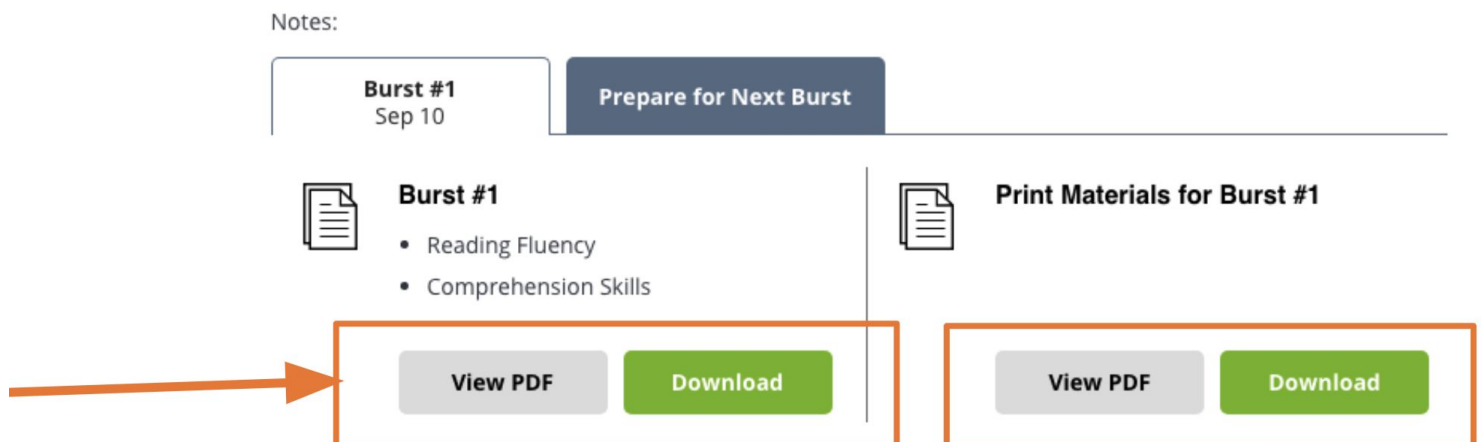 Notes:
Burst #1
Sep 10
Prepare for Next Burst
Burst #1
• Reading Fluency
• Comprehension Skills
View PDF
Download
Print Materials for Burst #1
View PDF
Download